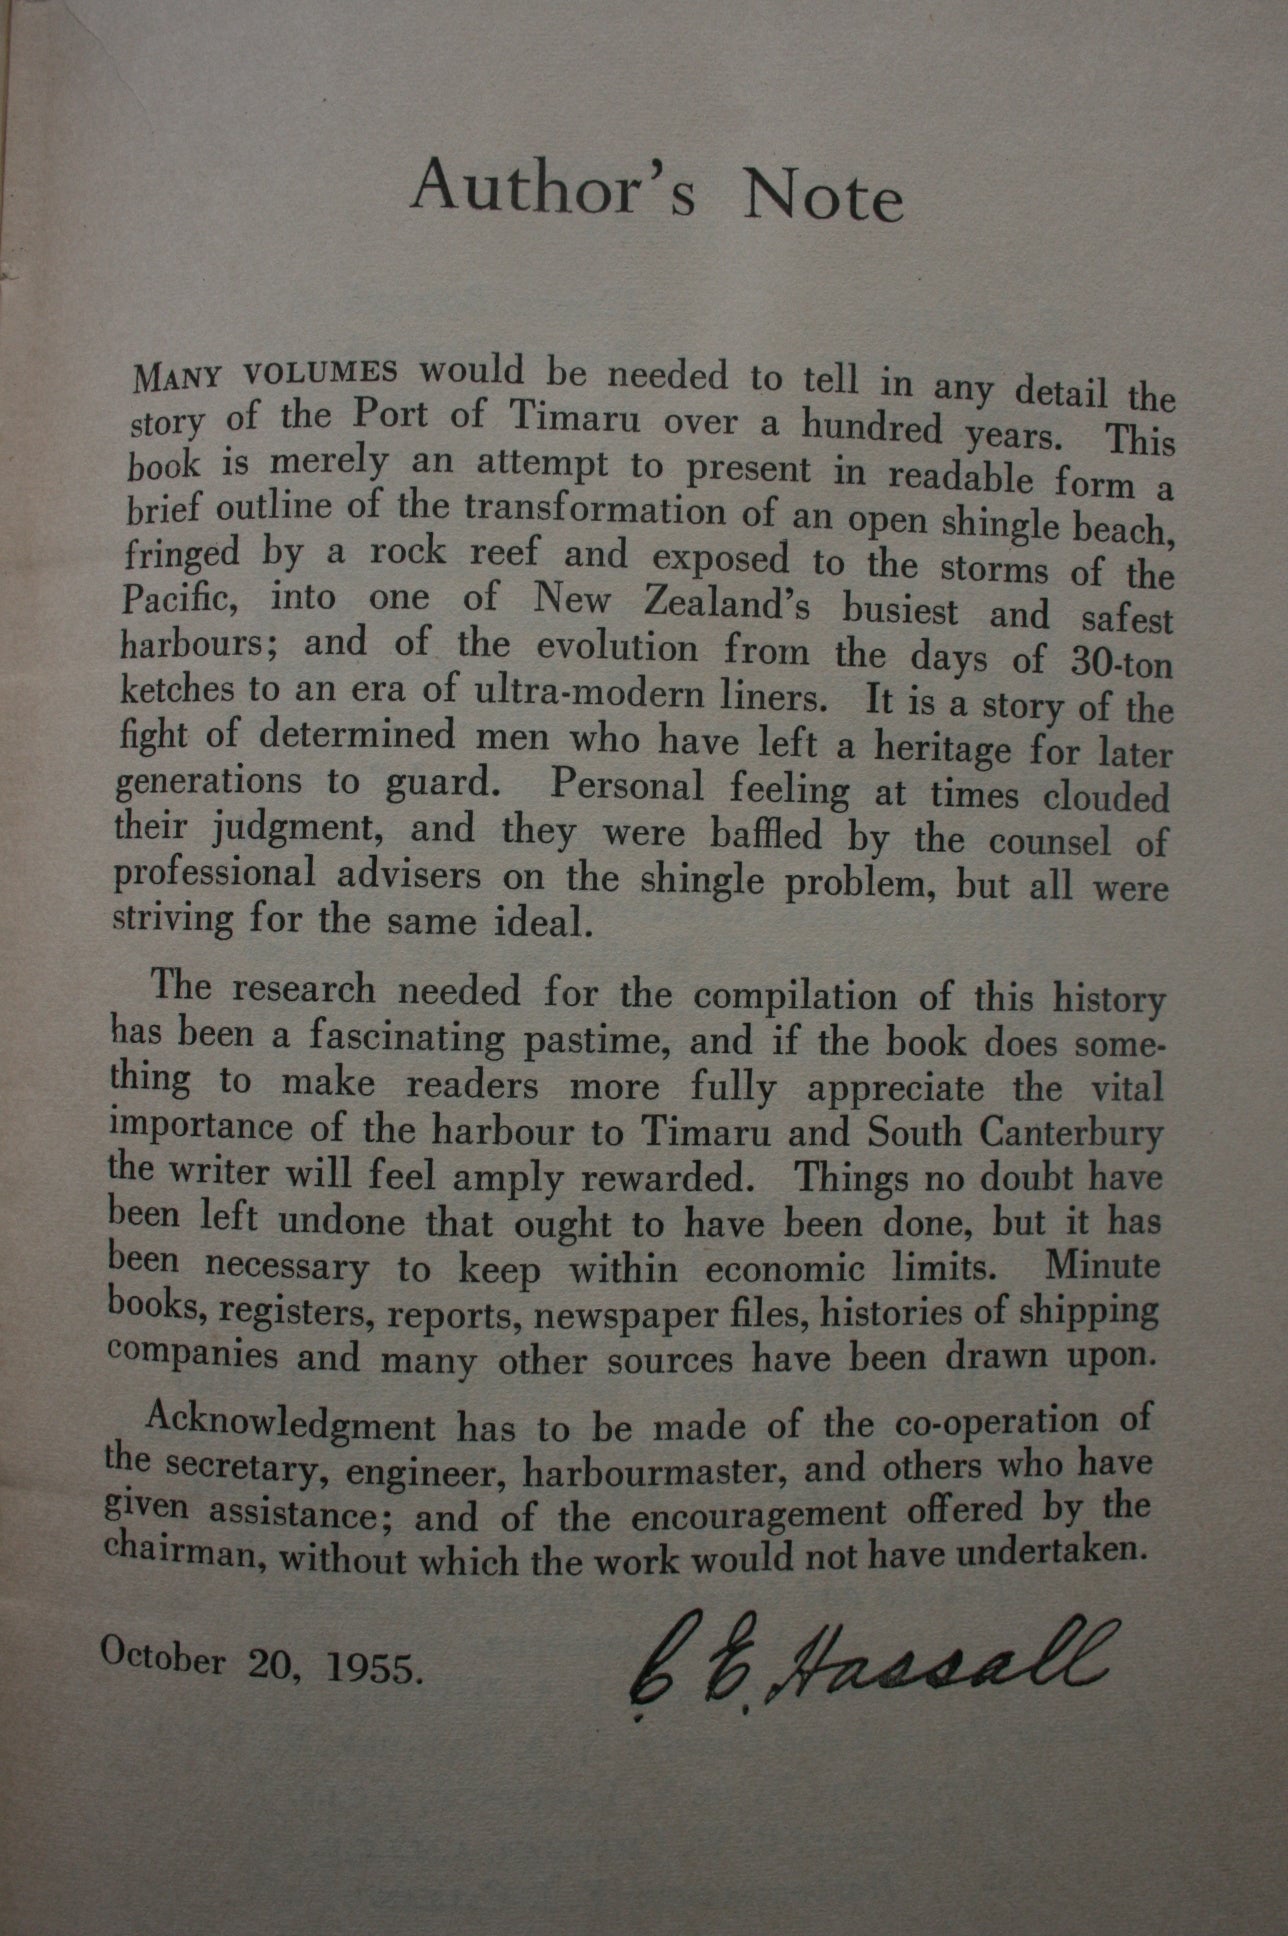 Author's Note
MANY VOLUMES would be needed to tell in any detail the
story of the Port of Timaru over a hundred years. This
book is merely an attempt to present in readable form a
brief outline of the transformation of an open shingle beach,
fringed by a rock reef and exposed to the storms of the
Pacific, into one of New Zealand's busiest and safest
harbours; and of the evolution from the days of 30-ton
ketches to an era of ultra-modern liners. It is a story of the
fight of determined men who have left a heritage for later
generations to guard. Personal feeling at times clouded
their judgment, and they were baffled by the counsel of
professional advisers on the shingle problem, but all were
striving for the same ideal.
The research needed for the compilation of this history
has been a fascinating pastime, and if the book does some-
thing to make readers more fully appreciate the vital
importance of the harbour to Timaru and South Canterbury
the writer will feel amply rewarded. Things no doubt have
been left undone that ought to have been done, but it has
been necessary to keep within economic limits. Minute
books, registers, reports, newspaper files, histories of shipping
companies and many other sources have been drawn upon.
Acknowledgment has to be made of the co-operation of
the secretary, engineer, harbourmaster, and others who have
given assistance; and of the encouragement offered by the
chairman, without which the work would not have undertaken.
October 20, 1955. C. E. Hassall